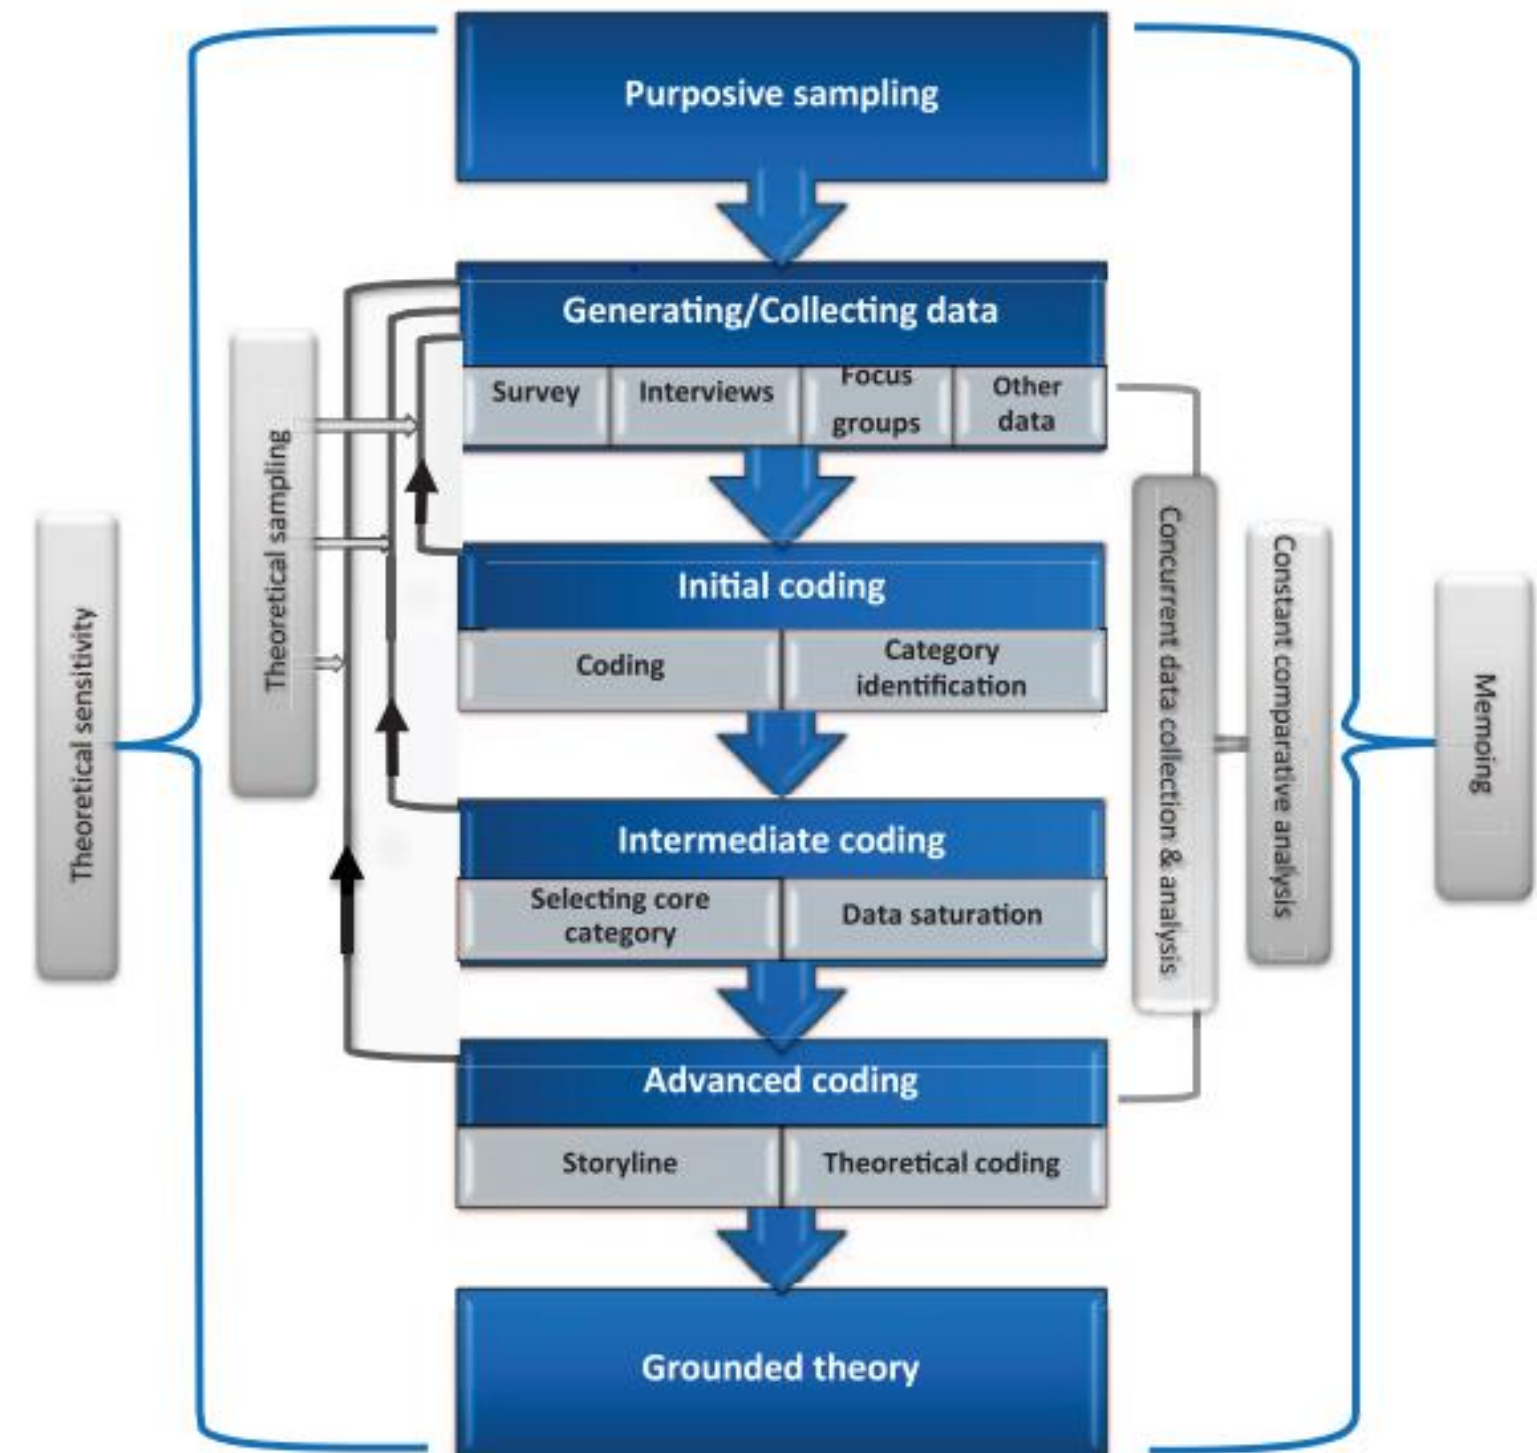 Purposive sampling
Generating/Collecting data
Survey
Interviews
Focus
groups
Other
data
Theoretical sampling
Initial coding
Coding
Category
identification
Theoretical sensitivity
Concurrent data collection & analysis
Constant comparative analysis
Memoing
Intermediate coding
Selecting core
category
Data saturation
Advanced coding
Storyline
Theoretical coding
Grounded theory